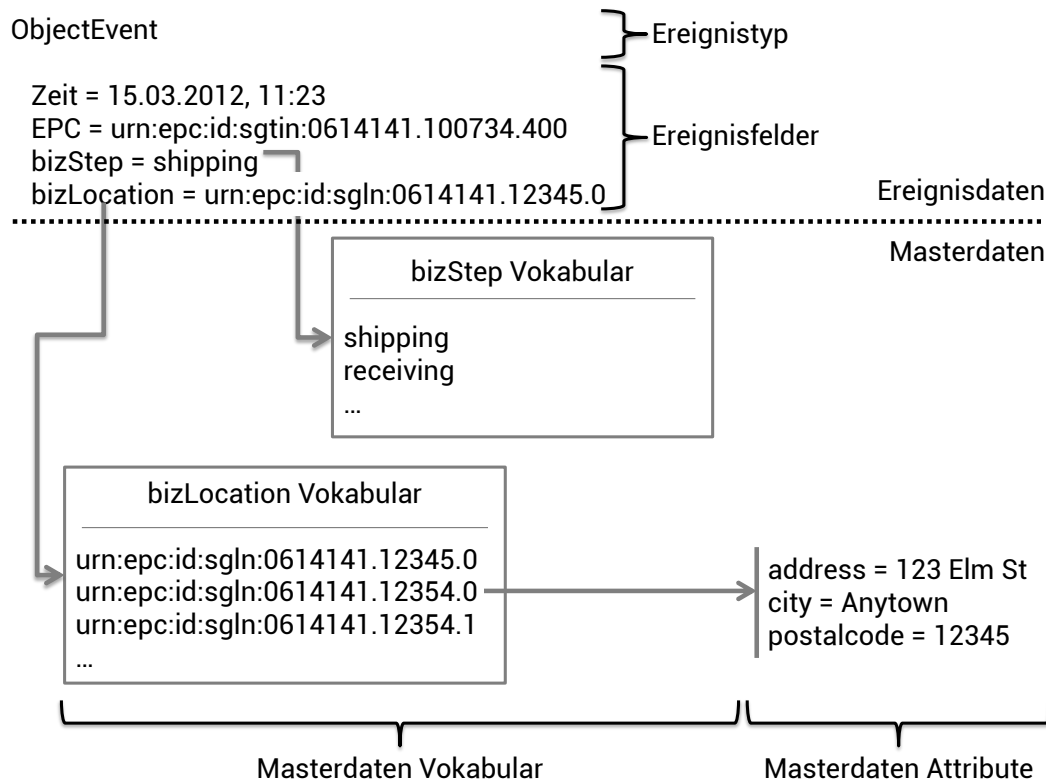 ObjectEvent
Ereignistyp
Zeit = 15.03.2012, 11:23
EPC = urn:epc:id:sgtin:0614141.100734.400
bizStep = shipping
bizLocation = urn:epc:id:sgln:0614141.12345.0
Ereignisfelder
Ereignisdaten
Masterdaten
bizStep Vokabular
shipping
receiving
...
bizLocation Vokabular
urn:epc:id:sgln:0614141.12345.0
urn:epc:id:sgln:0614141.12354.0
urn:epc:id:sgln:0614141.12354.1
...
address = 123 Elm St
city = Anytown
postalcode = 12345
Masterdaten Vokabular
Masterdaten Attribute